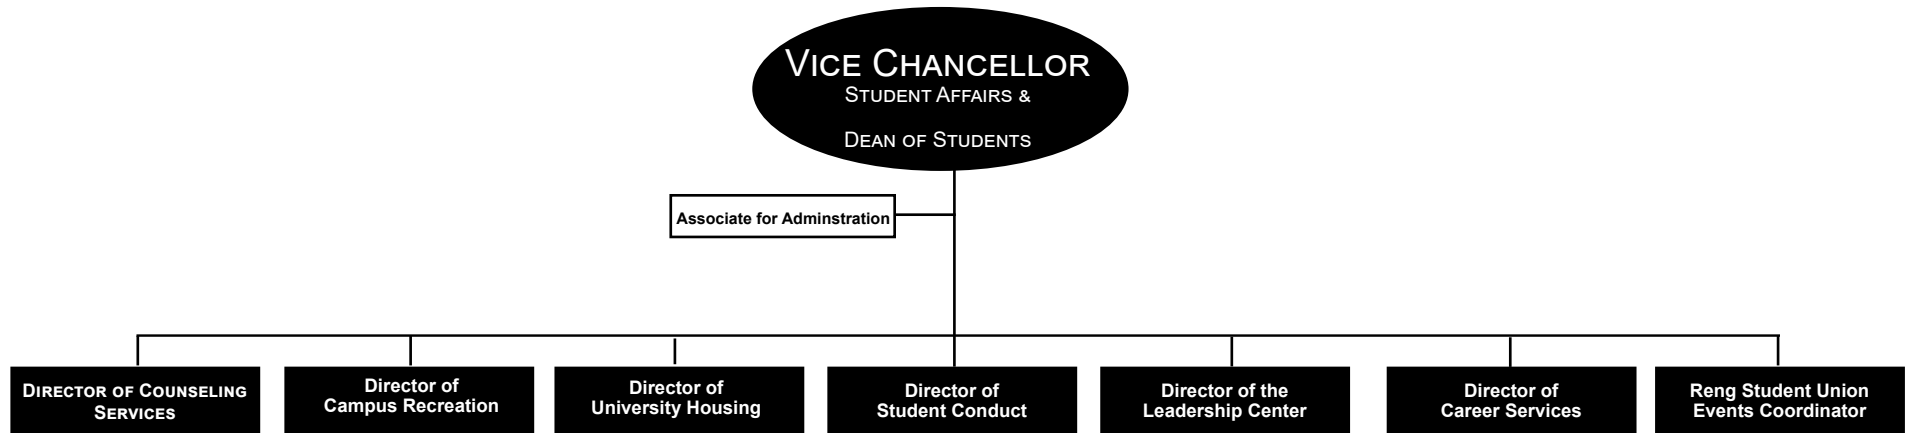 Vice Chancellor
Student Affairs &
Dean of Students
Associate for Adminstration
Director of Counseling
Services
Director of
Campus Recreation
Director of
University Housing
Director of
Student Conduct
Director of the
Leadership Center
Director of
Career Services
Reng Student Union
Events Coordinator